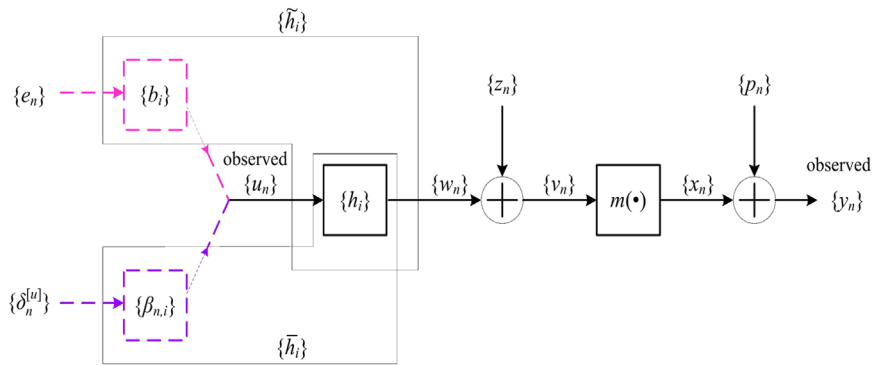 {h̃ᵢ}
{eₙ}
{bᵢ}
{zₙ}
{pₙ}
observed
{uₙ}
{hᵢ}
{wₙ}
{vₙ}
m(•)
{xₙ}
observed
{yₙ}
{δₙ^[u]}
{βₙ,ᵢ}
{h̄ᵢ}